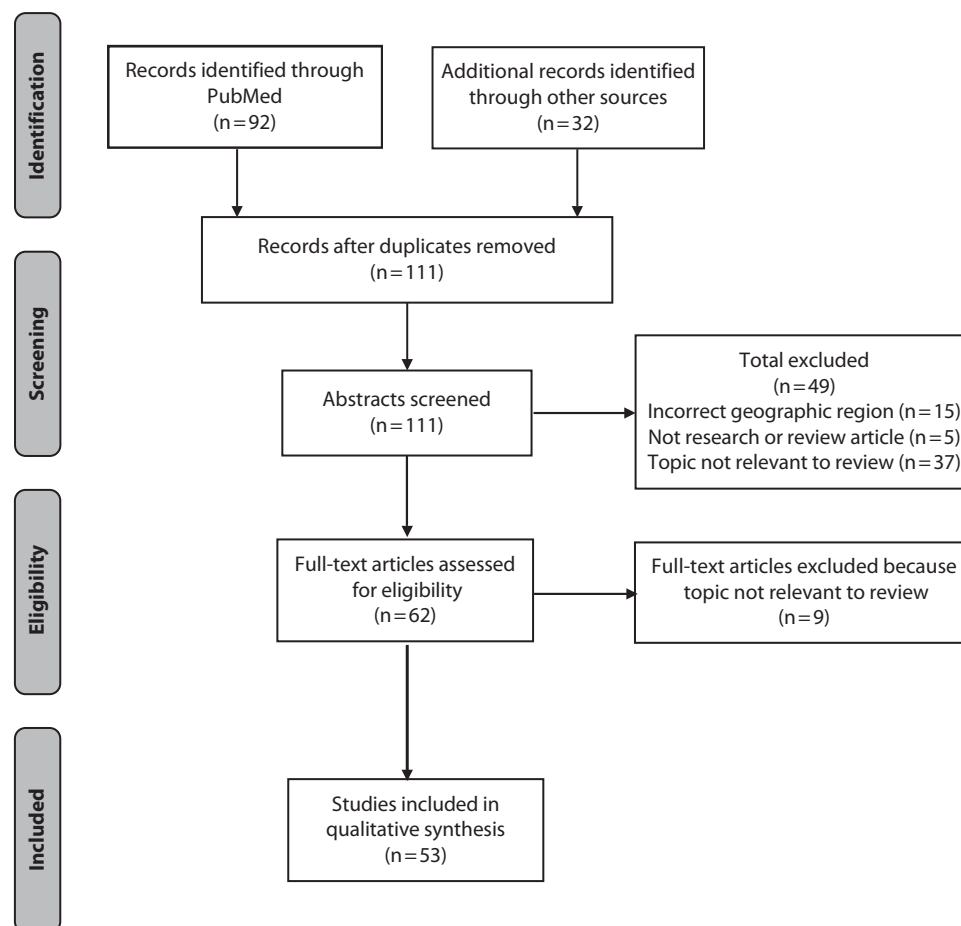 Identification
Records identified through
PubMed
(n=92)
Additional records identified
through other sources
(n=32)
Records after duplicates removed
(n=111)
Screening
Abstracts screened
(n=111)
Total excluded
(n=49)
Incorrect geographic region (n=15)
Not research or review article (n=5)
Topic not relevant to review (n=37)
Eligibility
Full-text articles assessed
for eligibility
(n=62)
Full-text articles excluded because
topic not relevant to review
(n=9)
Included
Studies included in
qualitative synthesis
(n=53)